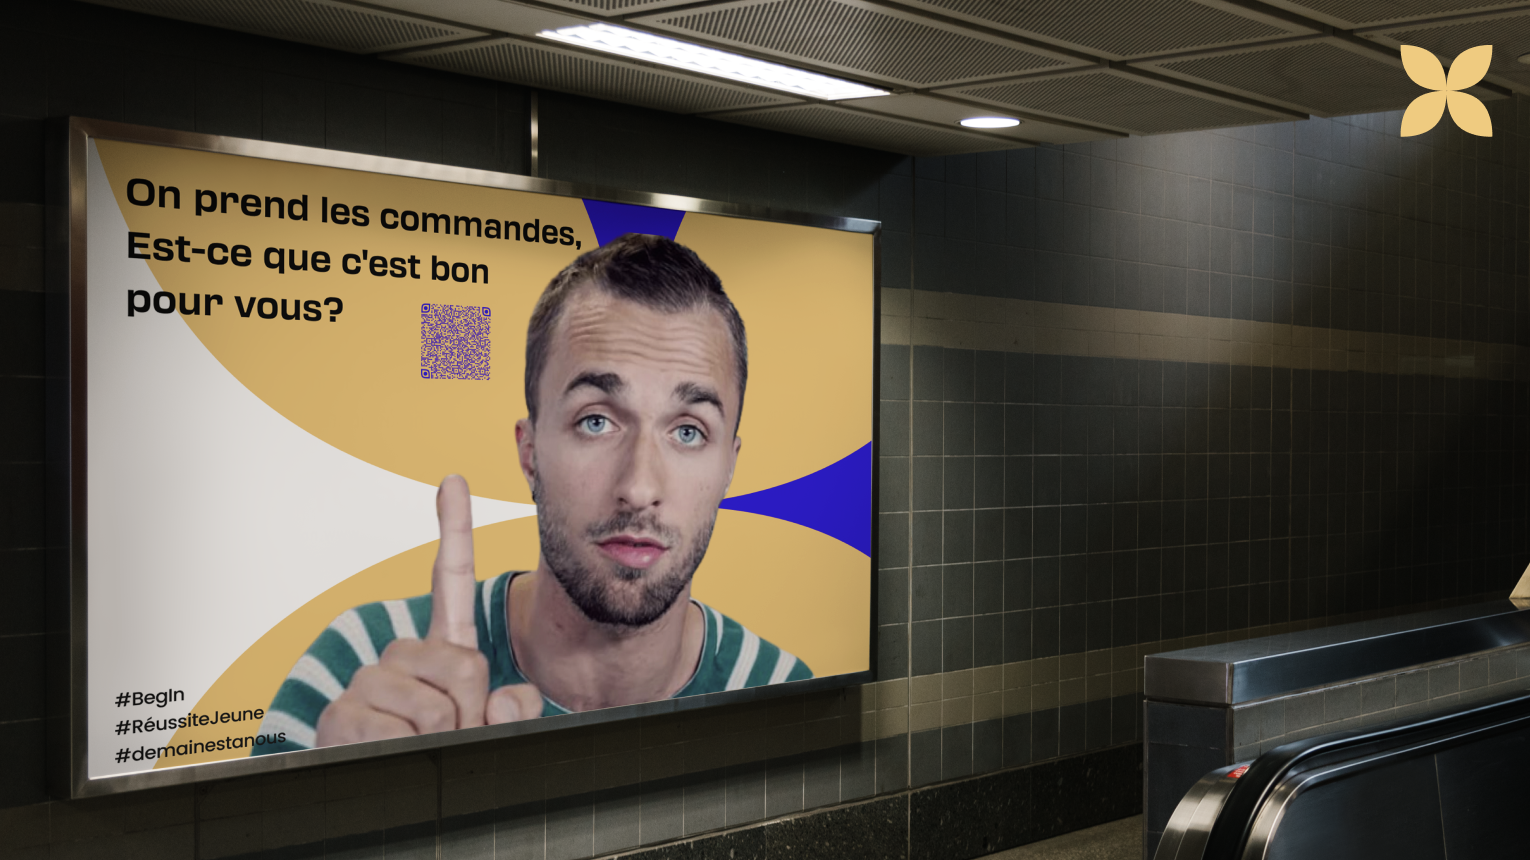 On prend les commandes,
Est-ce que c'est bon
pour vous?
#BegIn
#RéussiteJeune
#demainestanous